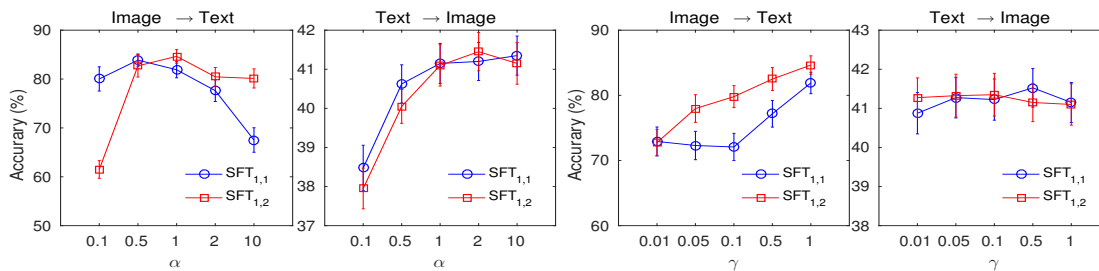 Image → Text
Accurary (%)
90
80
70
60
50
0.1 0.5 1 2 10
α
SFT1,1
SFT1,2
Text → Image
42
41
40
39
38
37
0.1 0.5 1 2 10
α
SFT1,1
SFT1,2
Image → Text
Accurary (%)
90
80
70
60
0.01 0.05 0.1 0.5 1
γ
SFT1,1
SFT1,2
Text → Image
43
42
41
40
39
38
0.01 0.05 0.1 0.5 1
γ
SFT1,1
SFT1,2